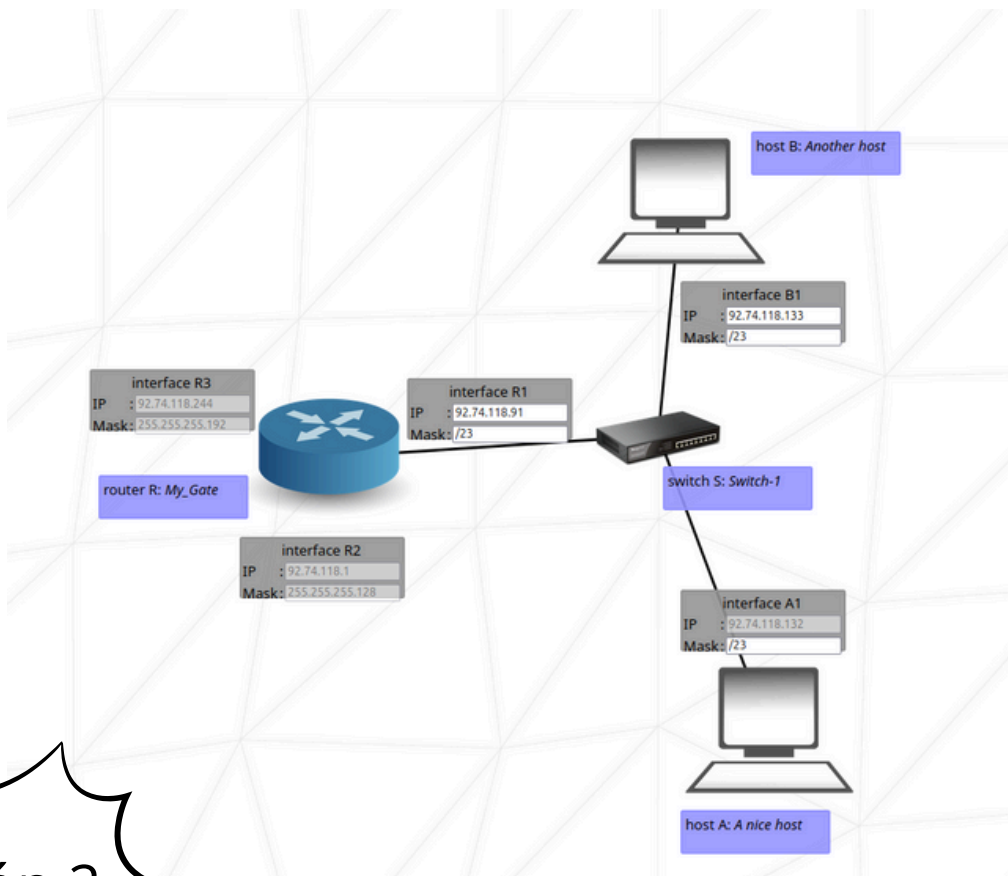 host B: Another host
interface B1
IP : 92.74.118.133
Mask: /23
interface R3
IP : 92.74.118.244
Mask: 255.255.255.192
interface R1
IP : 92.74.118.91
Mask: /23
router R: My_Gate
switch S: Switch-1
interface R2
IP : 92.74.118.1
Mask: 255.255.255.128
interface A1
IP : 92.74.118.132
Mask: /23
host A: A nice host